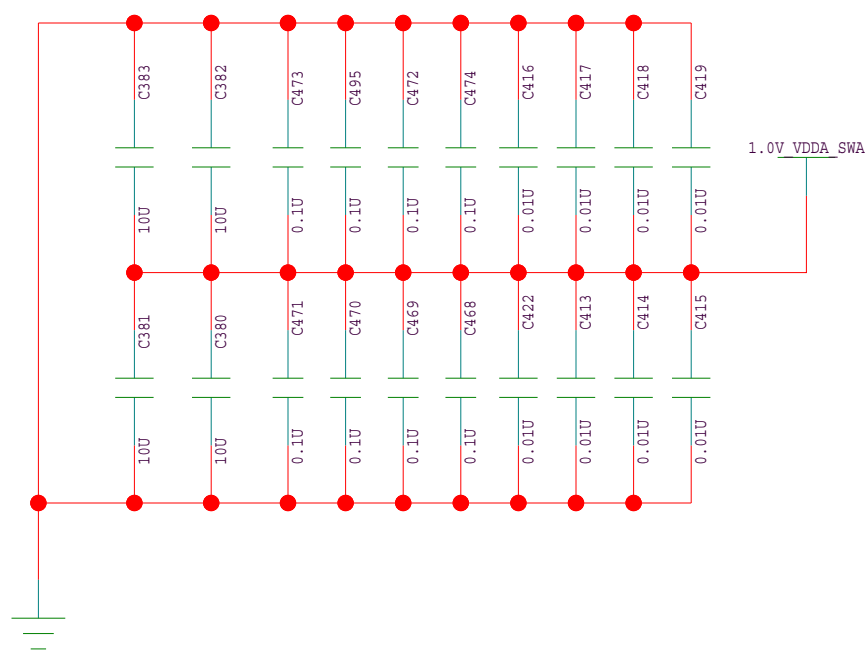 C383
C382
C473
C495
C472
C474
C416
C417
C418
C419
1.0V_VDDA_SWA
10U
10U
0.1U
0.1U
0.1U
0.1U
0.01U
0.01U
0.01U
0.01U
C381
C380
C471
C470
C469
C468
C422
C413
C414
C415
10U
10U
0.1U
0.1U
0.1U
0.1U
0.01U
0.01U
0.01U
0.01U